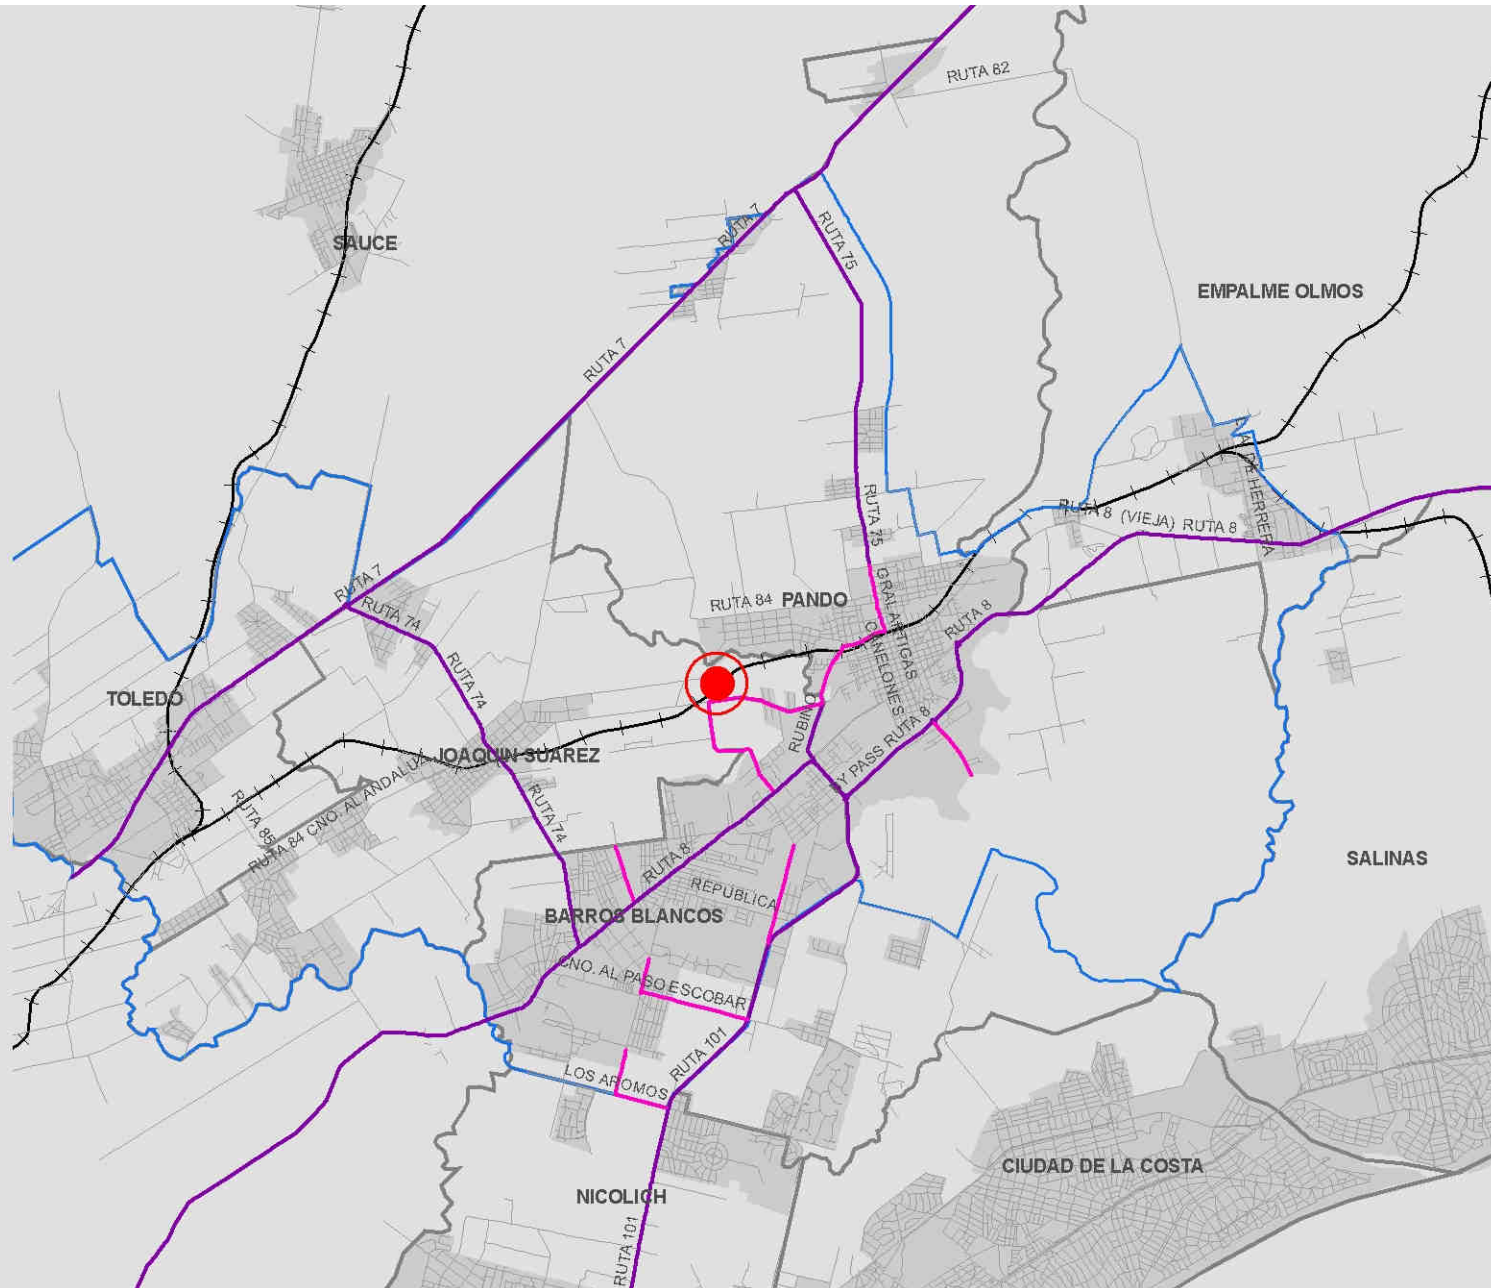 RUTA 82
RUTA 7
RUTA 75
SAUCE
EMPALME OLMOS
RUTA 7
RUTA 75
RUTA 8 (VIEJA)
RUTA 8
HERRERA
RUTA 7
RUTA 74
RUTA 84
PANDO
GRAL ARTIGAS
CANELONES
RUTA 8
RUTA 74
TOLEDO
RUBINO
Y PASS RUTA 8
JOAQUIN SUAREZ
RUTA 85
RUTA 84 CNO. AL ANDALUZ
RUTA 74
RUTA 8
REPUBLICA
SALINAS
BARROS BLANCOS
CNO. AL PASO ESCOBAR
RUTA 101
LOS AROMOS
CIUDAD DE LA COSTA
NICOLICH
RUTA 101